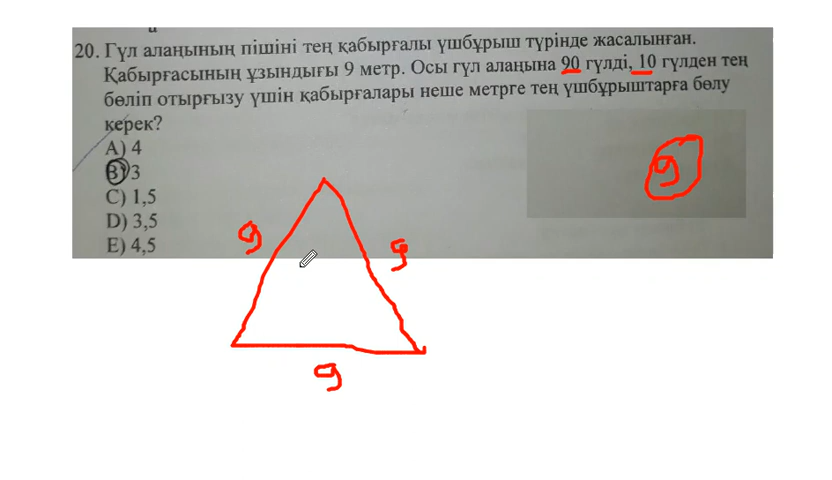 20. Гүл алаңының пішіні тең қабырғалы үшбұрыш түрінде жасалынған.
Қабырғасының ұзындығы 9 метр. Осы гүл алаңына 90 гүлді, 10 гүлден тең
бөліп отырғызу үшін қабырғалары неше метрге тең үшбұрыштарға бөлу
керек?
A) 4
B) 3
C) 1,5
D) 3,5
E) 4,5
9
9
9
9